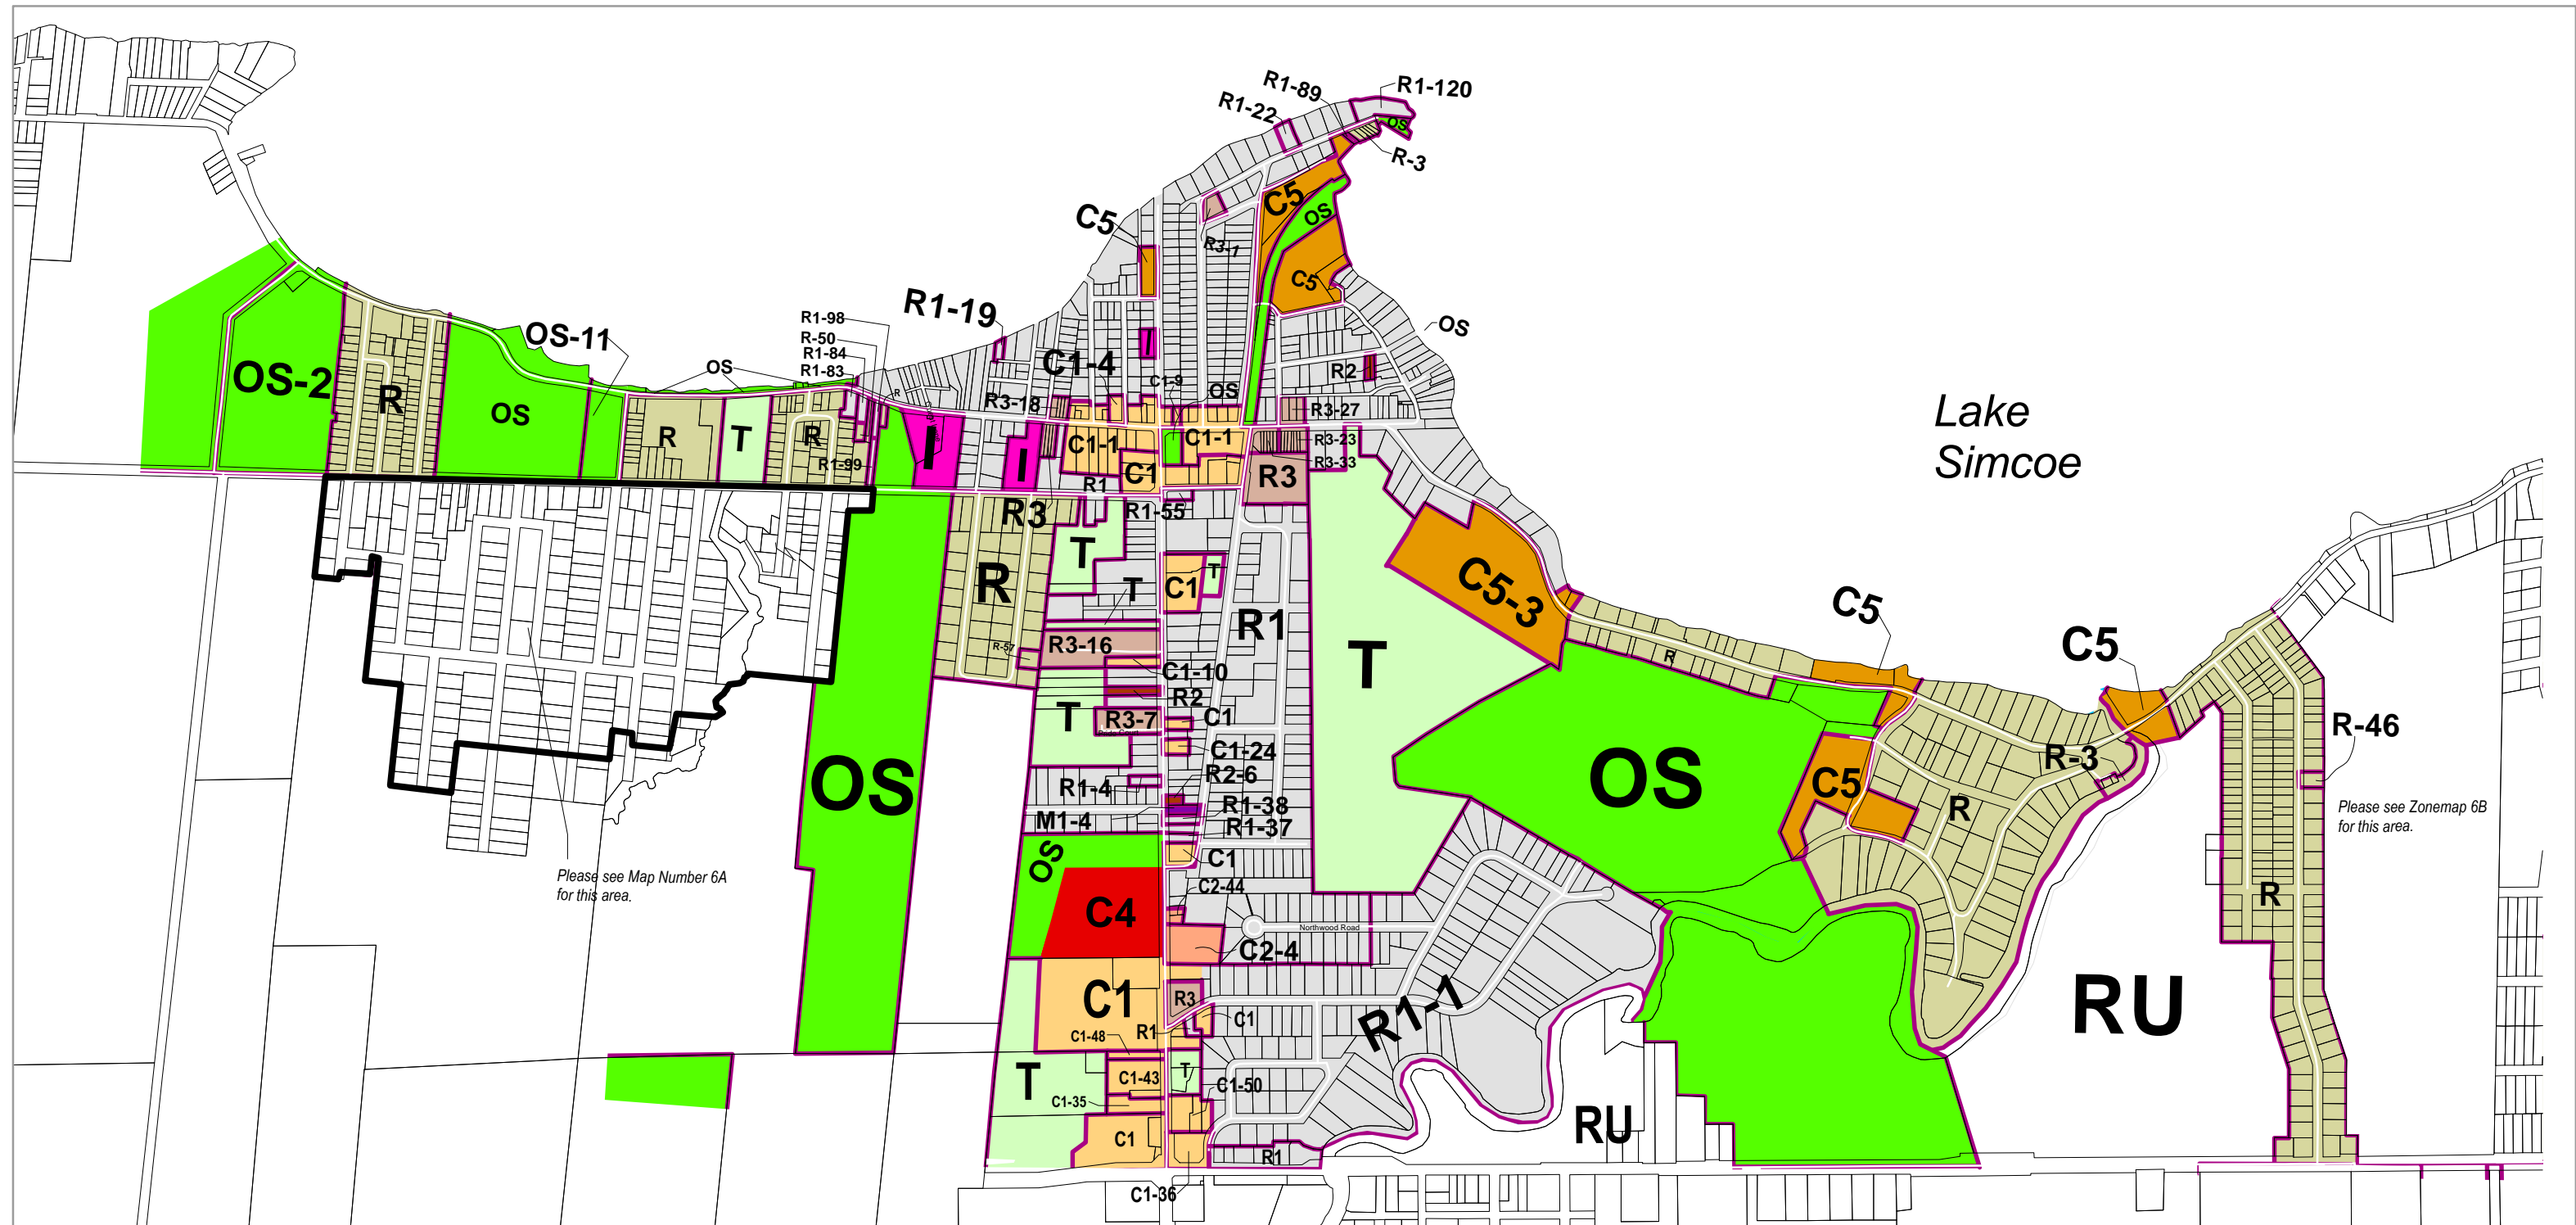 R1-89
R1-120
R1-22
OS
R-3
C5
C5
OS
R3-1
C5
R1-19
OS
OS-11
R1-98
R-50
R1-84
R1-83
OS
I
C1-4
C1-9
OS
R2
OS-2
R
OS
R
R3-18
R3-27
Lake
Simcoe
R
T
R
I
I
C1-1
C1-1
R3-23
R3-33
R1-99
C1
R3
R1
R3
R1-55
T
T
C1
T
R
R1
C5-3
C5
R3-16
R-57
C1-10
T
R
C5
R2
T
R3-7
C1
C1-24
R-46
R-3
R2-6
R1-4
OS
OS
C5
R
R1-38
M1-4
R1-37
Please see Zonemap 6B
for this area.
OS
C1
Please see Map Number 6A
for this area.
C2-44
R
C4
Northwood Road
C2-4
C1
R3
R1-1
RU
C1
R1
C1-48
T
C1-43
T
C1-50
C1-35
RU
C1
R1
C1-36